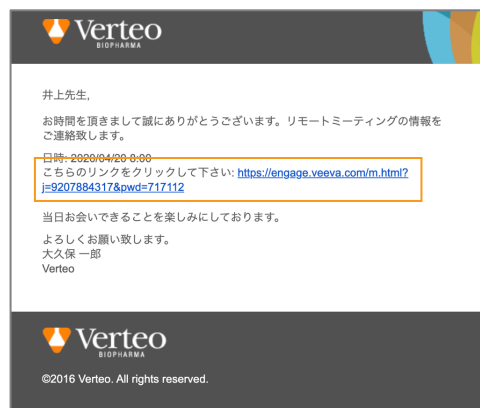 Verteo
BIOPHARMA
井上先生,
お時間を頂きまして誠にありがとうございます。リモートミーティングの情報を
ご連絡致します。
日時: 2020/04/20 8:00
こちらのリンクをクリックして下さい: https://engage.veeva.com/m.html?
j=9207884317&pwd=717112
当日お会いできることを楽しみにしております。
よろしくお願い致します。
大久保 一郎
Verteo
Verteo
BIOPHARMA
©2016 Verteo. All rights reserved.